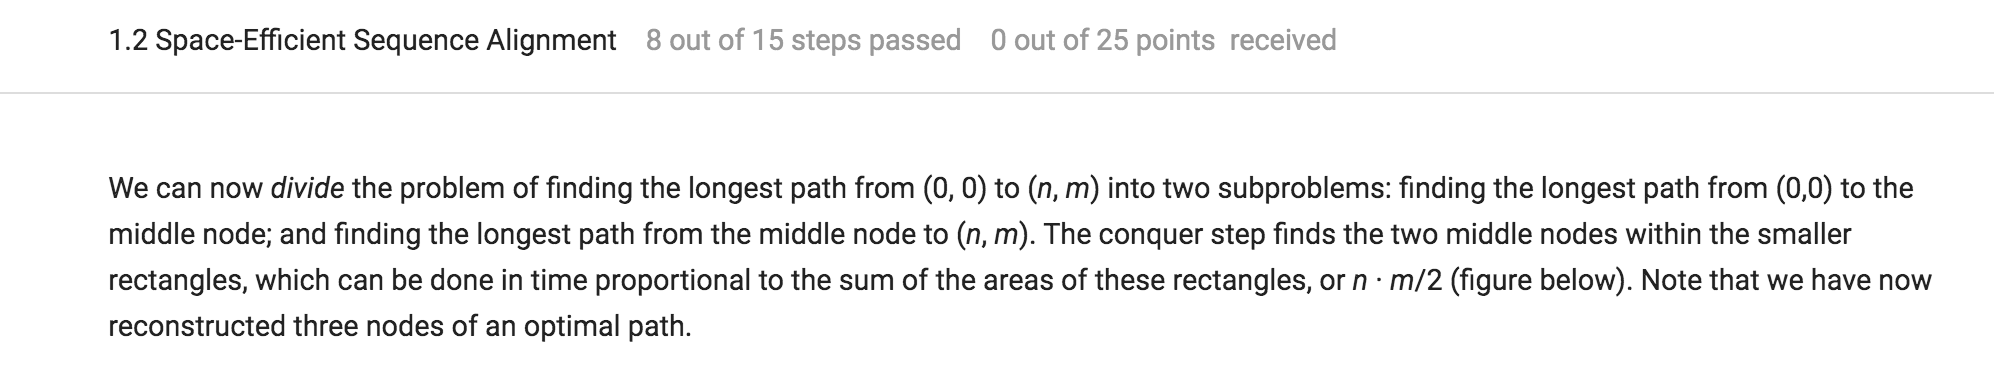 1.2 Space-Efficient Sequence Alignment 8 out of 15 steps passed 0 out of 25 points received
We can now divide the problem of finding the longest path from (0, 0) to (n, m) into two subproblems: finding the longest path from (0,0) to the
middle node; and finding the longest path from the middle node to (n, m). The conquer step finds the two middle nodes within the smaller
rectangles, which can be done in time proportional to the sum of the areas of these rectangles, or n · m/2 (figure below). Note that we have now
reconstructed three nodes of an optimal path.